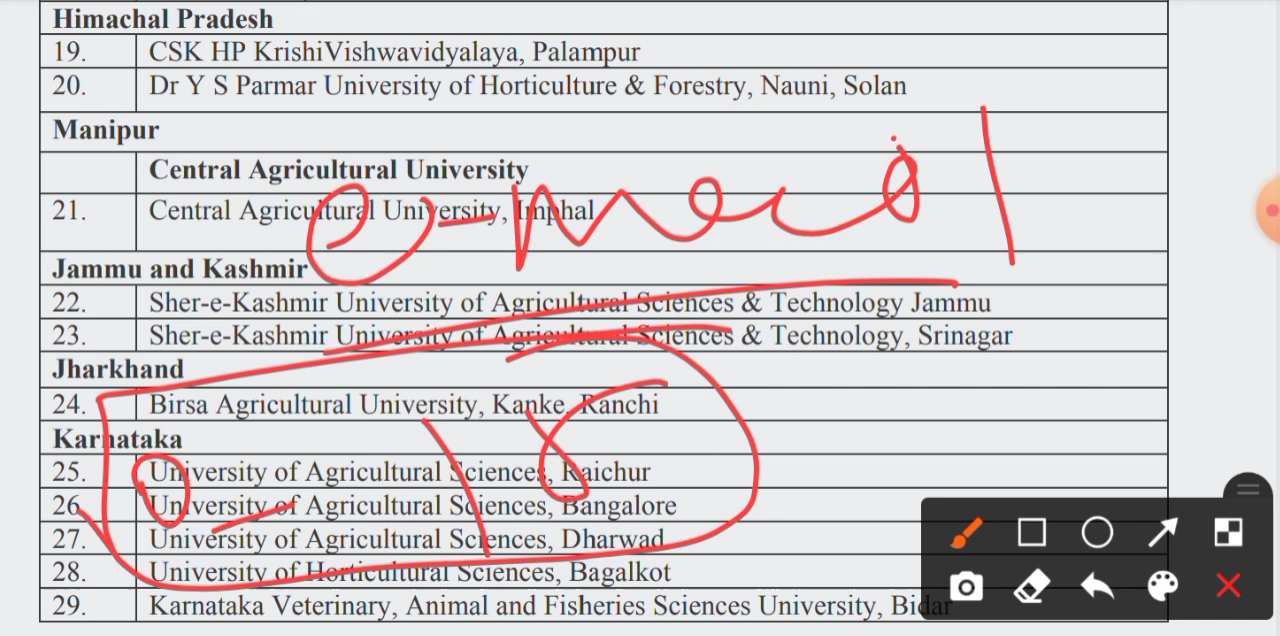 Himachal Pradesh
19. CSK HP KrishiVishwavidyalaya, Palampur
20. Dr Y S Parmar University of Horticulture & Forestry, Nauni, Solan
Manipur
Central Agricultural University
21. Central Agricultural University, Imphal
e-mail
Jammu and Kashmir
22. Sher-e-Kashmir University of Agricultural Sciences & Technology Jammu
23. Sher-e-Kashmir University of Agricultural Sciences & Technology, Srinagar
Jharkhand
24. Birsa Agricultural University, Kanke, Ranchi
Karnataka
25. University of Agricultural Sciences, Raichur
26. University of Agricultural Sciences, Bangalore
27. University of Agricultural Sciences, Dharwad
28. University of Horticultural Sciences, Bagalkot
29. Karnataka Veterinary, Animal and Fisheries Sciences University, Bidar